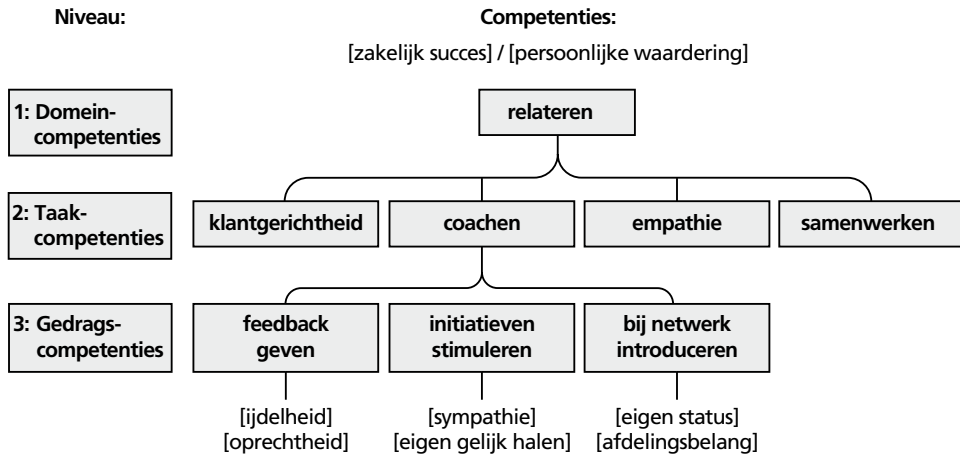 Niveau:
Competenties:
[zakelijk succes] / [persoonlijke waardering]
1: Domein-
competenties
relateren
2: Taak-
competenties
klantgerichtheid
coachen
empathie
samenwerken
3: Gedrags-
competenties
feedback
geven
initiatieven
stimuleren
bij netwerk
introduceren
[ijdelheid]
[oprechtheid]
[sympathie]
[eigen gelijk halen]
[eigen status]
[afdelingsbelang]